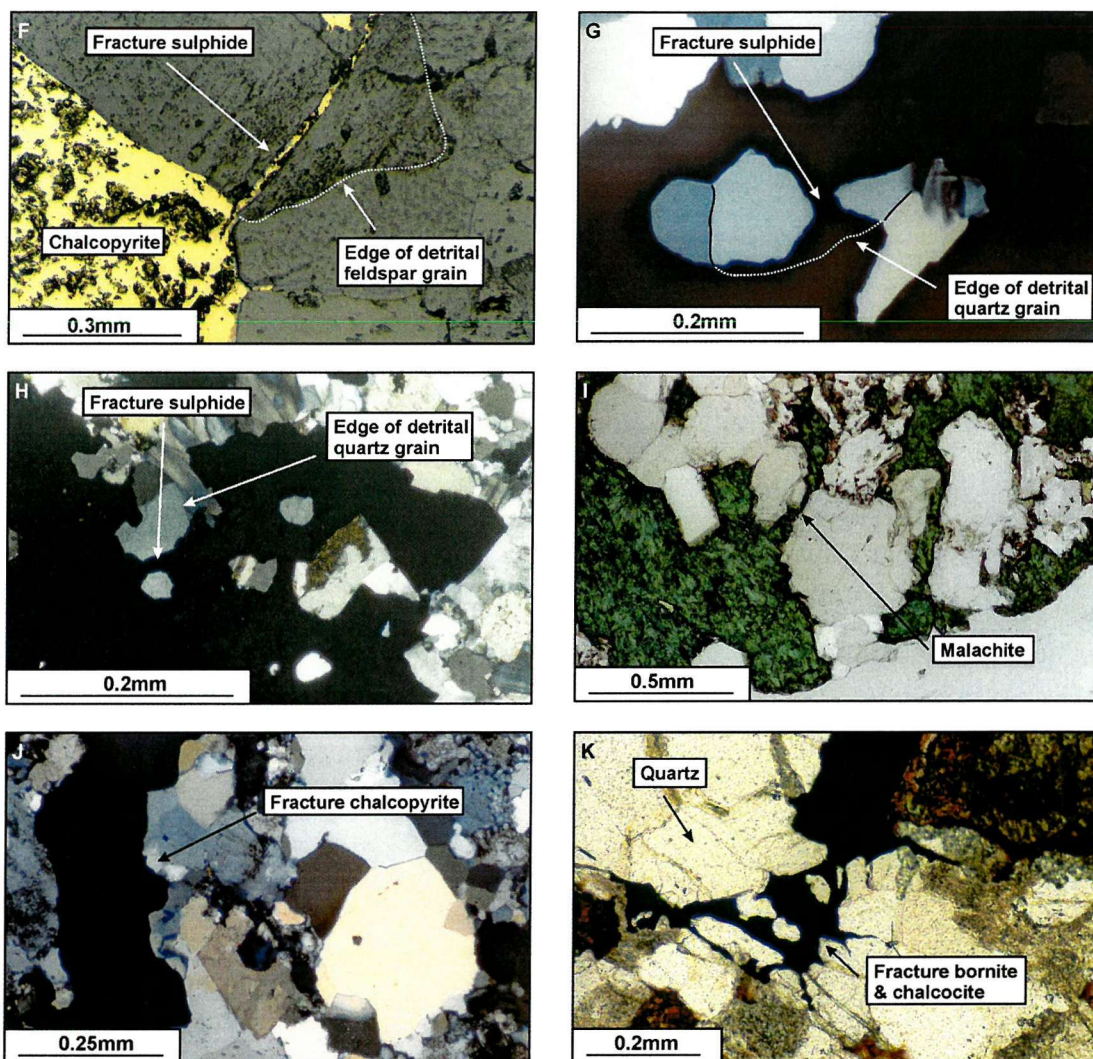 F
Fracture sulphide
Chalcopyrite
Edge of detrital
feldspar grain
0.3mm
G
Fracture sulphide
Edge of detrital
quartz grain
0.2mm
H
Fracture sulphide
Edge of detrital
quartz grain
0.2mm
I
Malachite
0.5mm
J
Fracture chalcopyrite
0.25mm
K
Quartz
Fracture bornite
& chalcocite
0.2mm